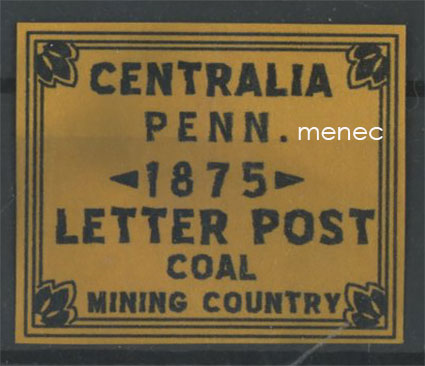 CENTRALIA
PENN. menec
◄1875►
LETTER POST
COAL
MINING COUNTRY